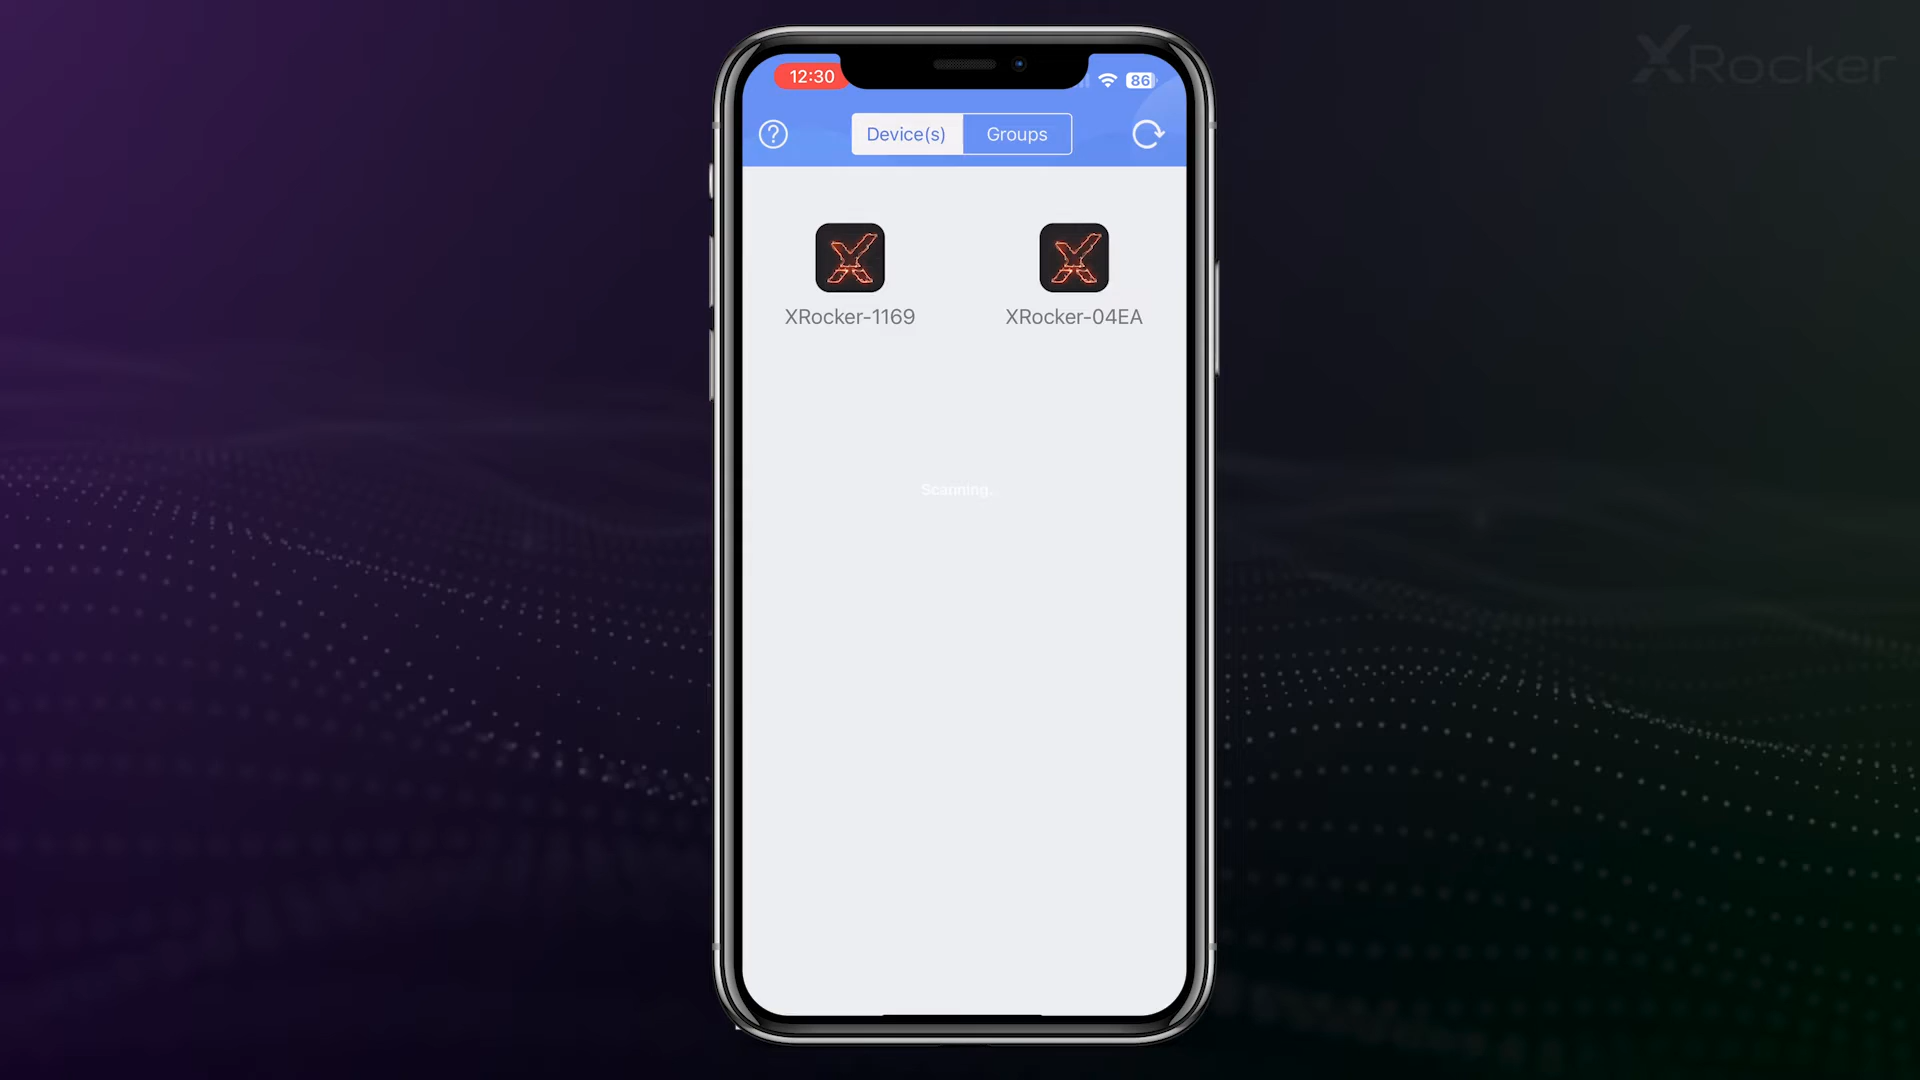 XRocker
12:30
86
?
Device(s) Groups
XRocker-1169 XRocker-04EA
Scanning..